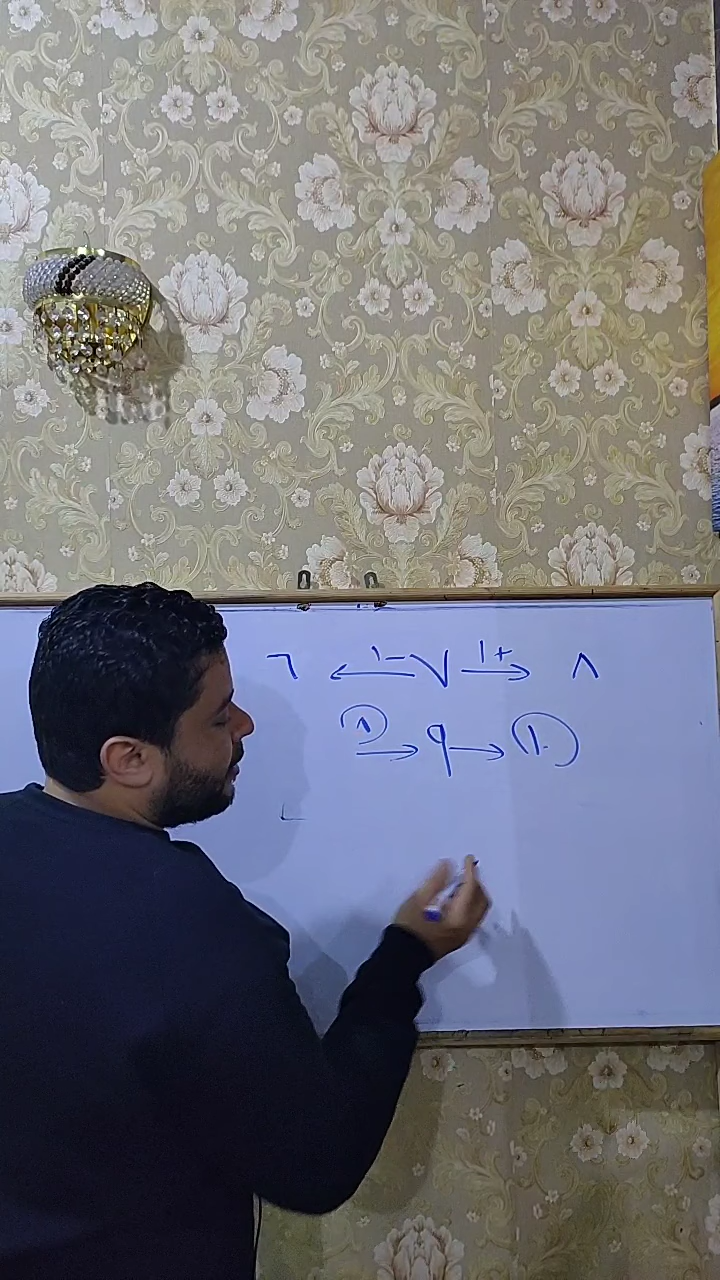 ٦ ← ١- ٧ ١+ → ٨
٨ → ٩ → ١٠